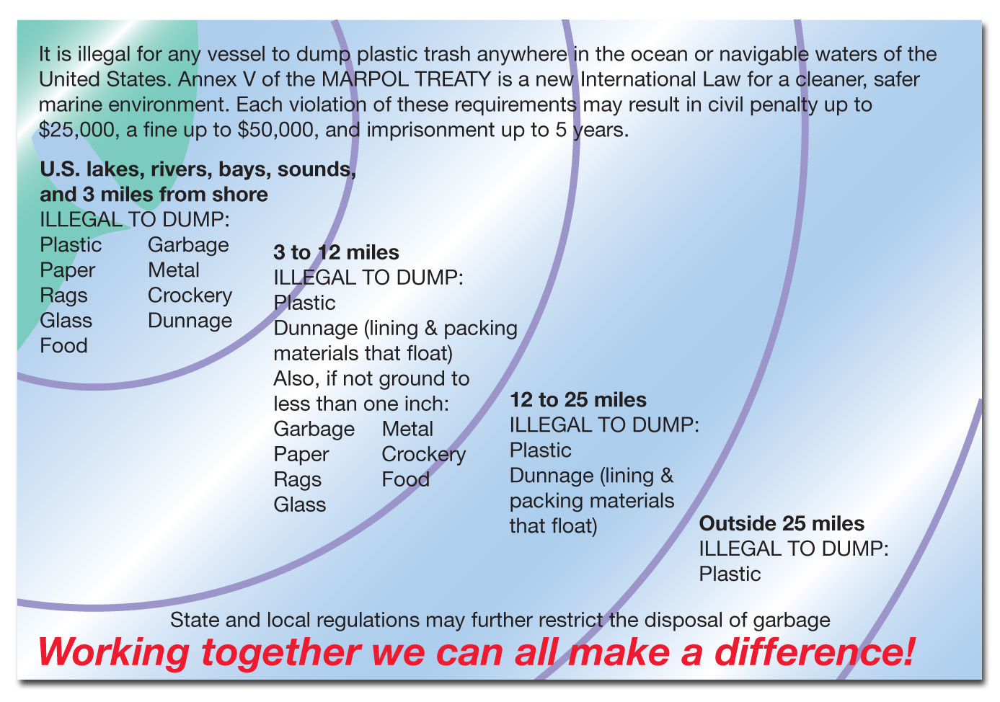 It is illegal for any vessel to dump plastic trash anywhere in the ocean or navigable waters of the
United States. Annex V of the MARPOL TREATY is a new International Law for a cleaner, safer
marine environment. Each violation of these requirements may result in civil penalty up to
$25,000, a fine up to $50,000, and imprisonment up to 5 years.
U.S. lakes, rivers, bays, sounds,
and 3 miles from shore
ILLEGAL TO DUMP:
Plastic Garbage
Paper Metal
Rags Crockery
Glass Dunnage
Food
3 to 12 miles
ILLEGAL TO DUMP:
Plastic
Dunnage (lining & packing
materials that float)
Also, if not ground to
less than one inch:
Garbage Metal
Paper Crockery
Rags Food
Glass
12 to 25 miles
ILLEGAL TO DUMP:
Plastic
Dunnage (lining &
packing materials
that float)
Outside 25 miles
ILLEGAL TO DUMP:
Plastic
State and local regulations may further restrict the disposal of garbage
Working together we can all make a difference!